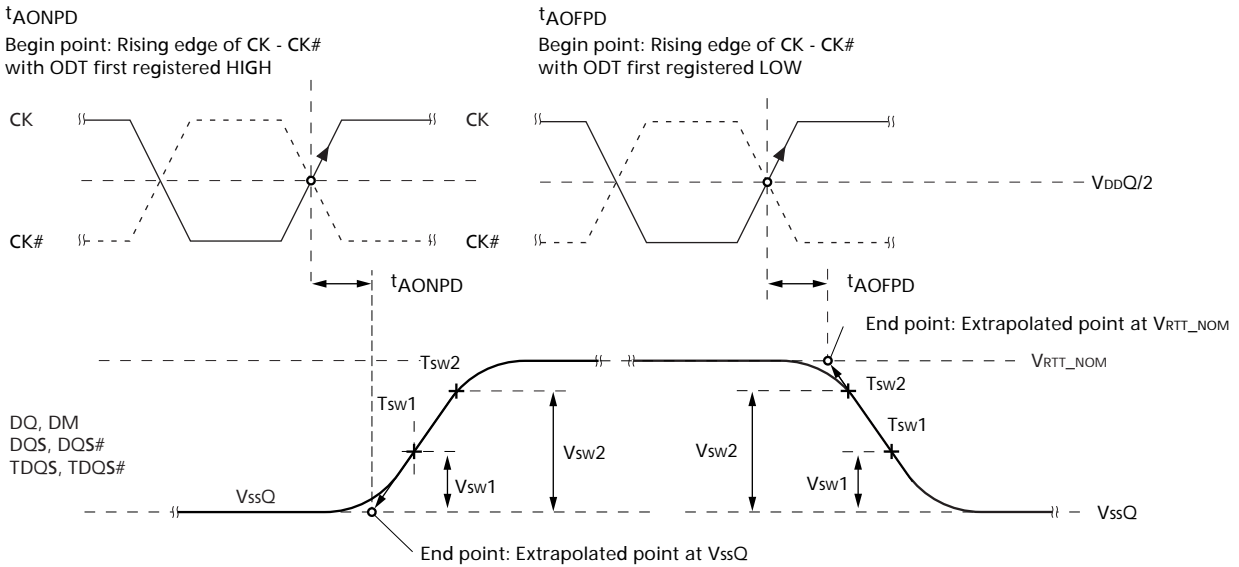 tAONPD
Begin point: Rising edge of CK - CK#
with ODT first registered HIGH
tAOFPD
Begin point: Rising edge of CK - CK#
with ODT first registered LOW
CK
CK
VDDQ/2
CK#
CK#
tAONPD
tAOFPD
End point: Extrapolated point at VRTT_NOM
TSW2
VRTT_NOM
TSW2
TSW1
TSW1
DQ, DM
DQS, DQS#
TDQS, TDQS#
VSW2
VSW2
VSW1
VSW1
VSSQ
VSSQ
End point: Extrapolated point at VSSQ